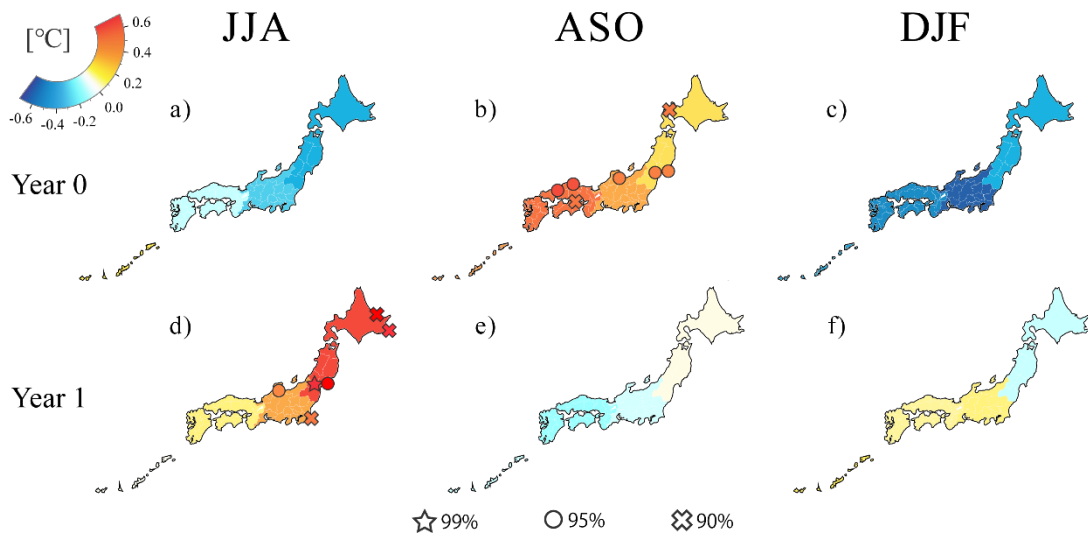 [°C]
0.6
0.4
0.2
0.0
-0.2
-0.4
-0.6
JJA
ASO
DJF
Year 0
a)
b)
c)
Year 1
d)
e)
f)
99%
95%
90%